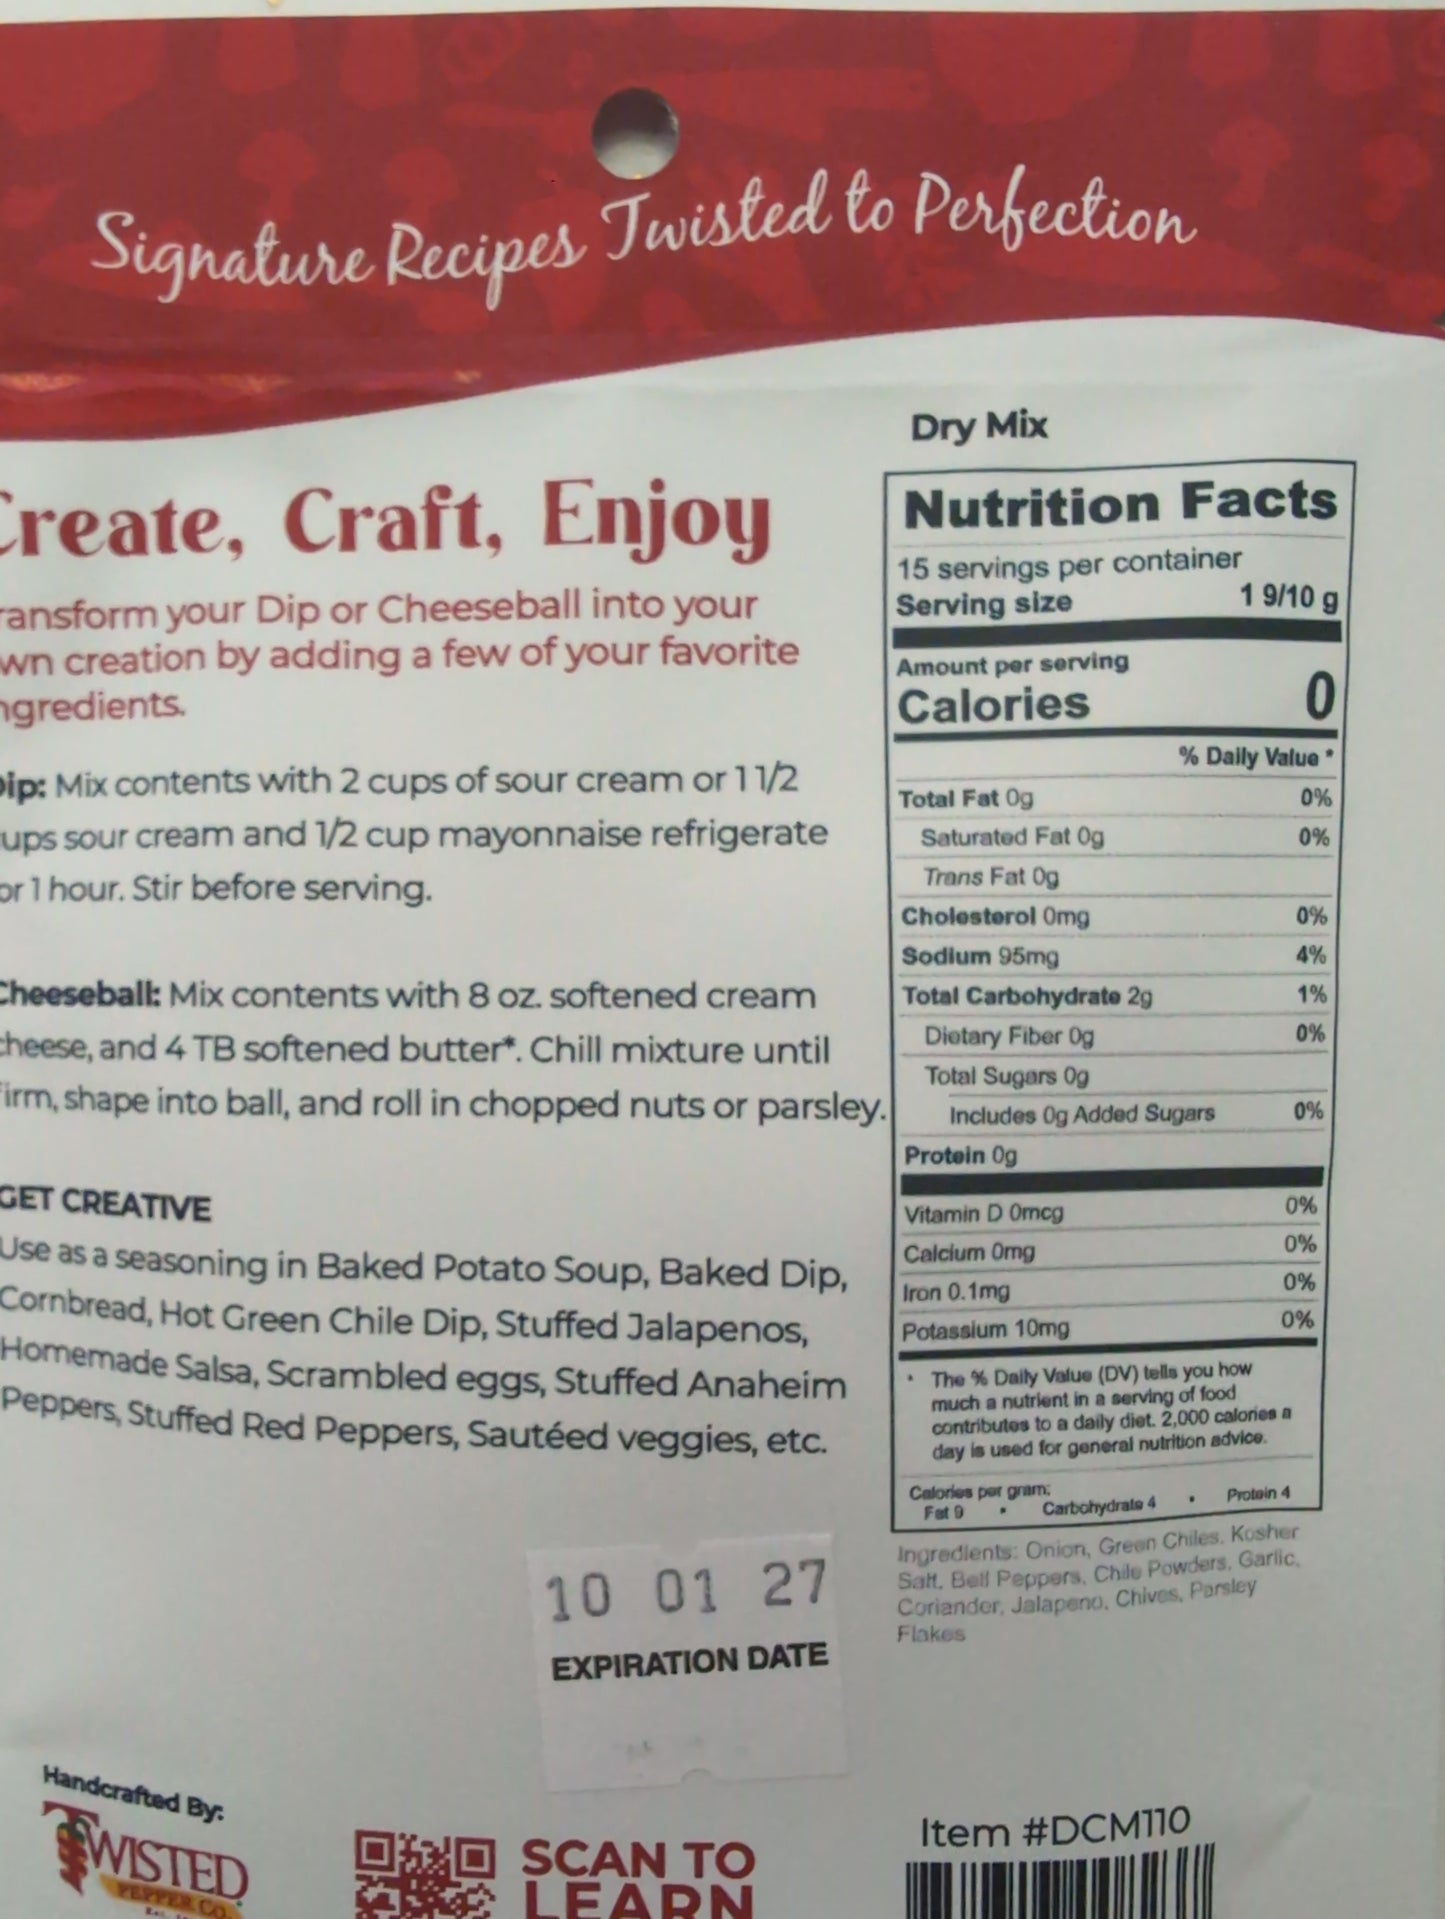 Signature Recipes Twisted to Perfection
Create, Craft, Enjoy
ransform your Dip or Cheeseball into your
wn creation by adding a few of your favorite
ngredients.
Dip: Mix contents with 2 cups of sour cream or 1 1/2
cups sour cream and 1/2 cup mayonnaise refrigerate
or 1 hour. Stir before serving.
Cheeseball: Mix contents with 8 oz. softened cream
cheese, and 4 TB softened butter*. Chill mixture until
firm, shape into ball, and roll in chopped nuts or parsley.
GET CREATIVE
Use as a seasoning in Baked Potato Soup, Baked Dip,
Cornbread, Hot Green Chile Dip, Stuffed Jalapenos,
Homemade Salsa, Scrambled eggs, Stuffed Anaheim
Peppers, Stuffed Red Peppers, Sautéed veggies, etc.
10 01 27
EXPIRATION DATE
Handcrafted By:
TWISTED
PEPPER CO.
SCAN TO
LEARN
Dry Mix
Nutrition Facts
15 servings per container
Serving size 1 9/10 g
Amount per serving
Calories 0
% Daily Value *
Total Fat 0g 0%
Saturated Fat 0g 0%
Trans Fat 0g
Cholesterol 0mg 0%
Sodium 95mg 4%
Total Carbohydrate 2g 1%
Dietary Fiber 0g 0%
Total Sugars 0g
Includes 0g Added Sugars 0%
Protein 0g
Vitamin D 0mcg 0%
Calcium 0mg 0%
Iron 0.1mg 0%
Potassium 10mg 0%
* The % Daily Value (DV) tells you how
much a nutrient in a serving of food
contributes to a daily diet. 2,000 calories a
day is used for general nutrition advice.
Calories per gram:
Fat 9 • Carbohydrate 4 • Protein 4
Ingredients: Onion, Green Chiles, Kosher
Salt, Bell Peppers, Chile Powders, Garlic,
Coriander, Jalapeno, Chives, Parsley
Flakes
Item #DCM110